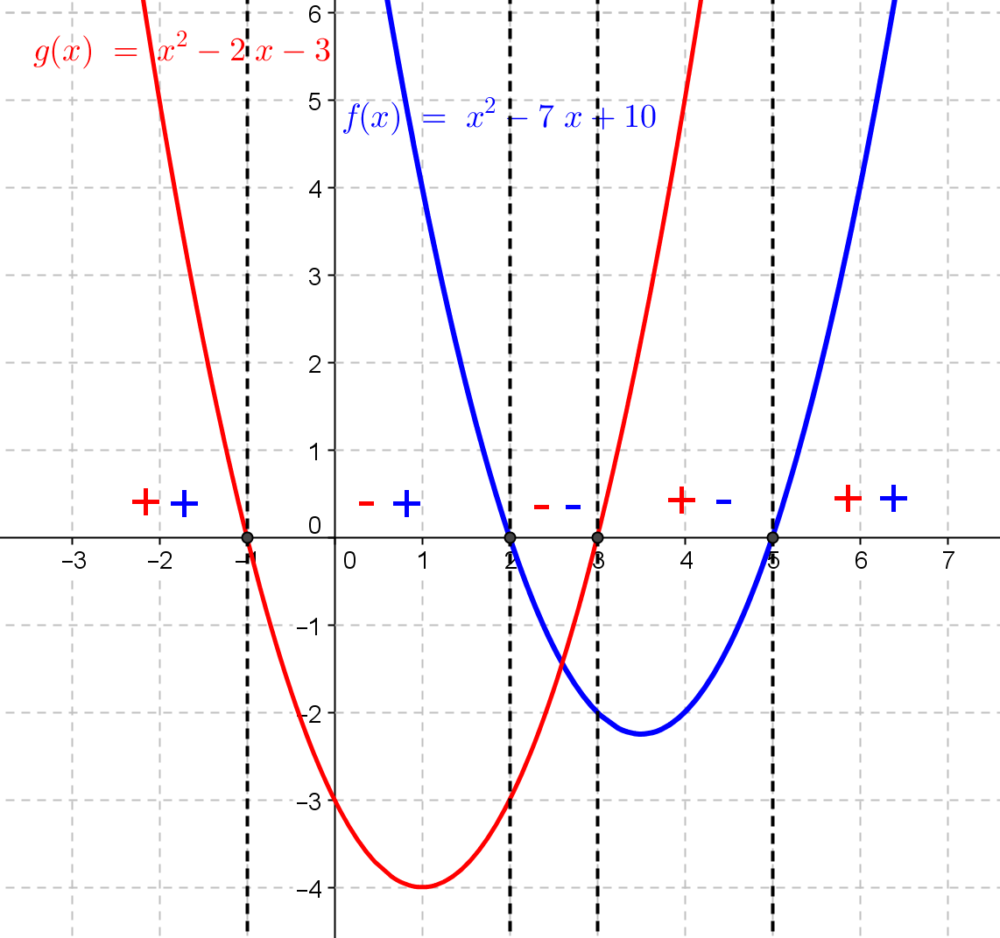 6
g(x) = x² − 2 x − 3
5
f(x) = x² − 7 x + 10
4
3
2
1
+ + − + − − + − + +
0
−3 −2 −1 0 1 2 3 4 5 6 7
−1
−2
−3
−4